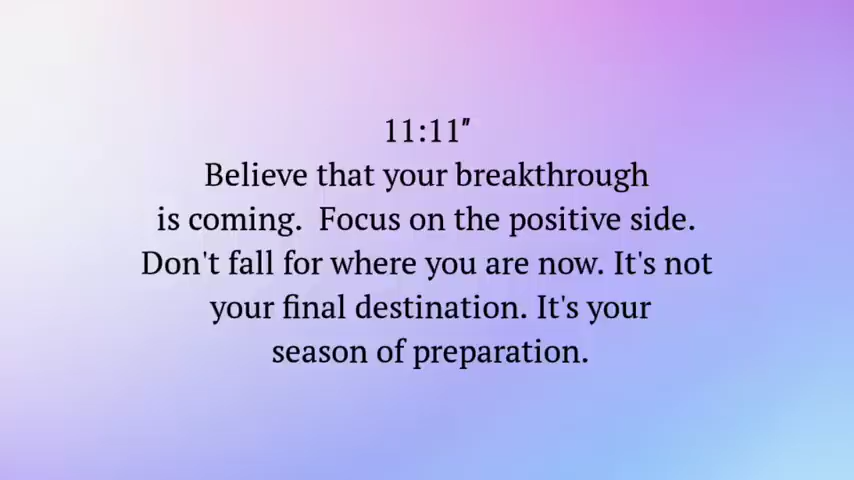 11:11"
Believe that your breakthrough
is coming.  Focus on the positive side.
Don't fall for where you are now. It's not
your final destination. It's your
season of preparation.